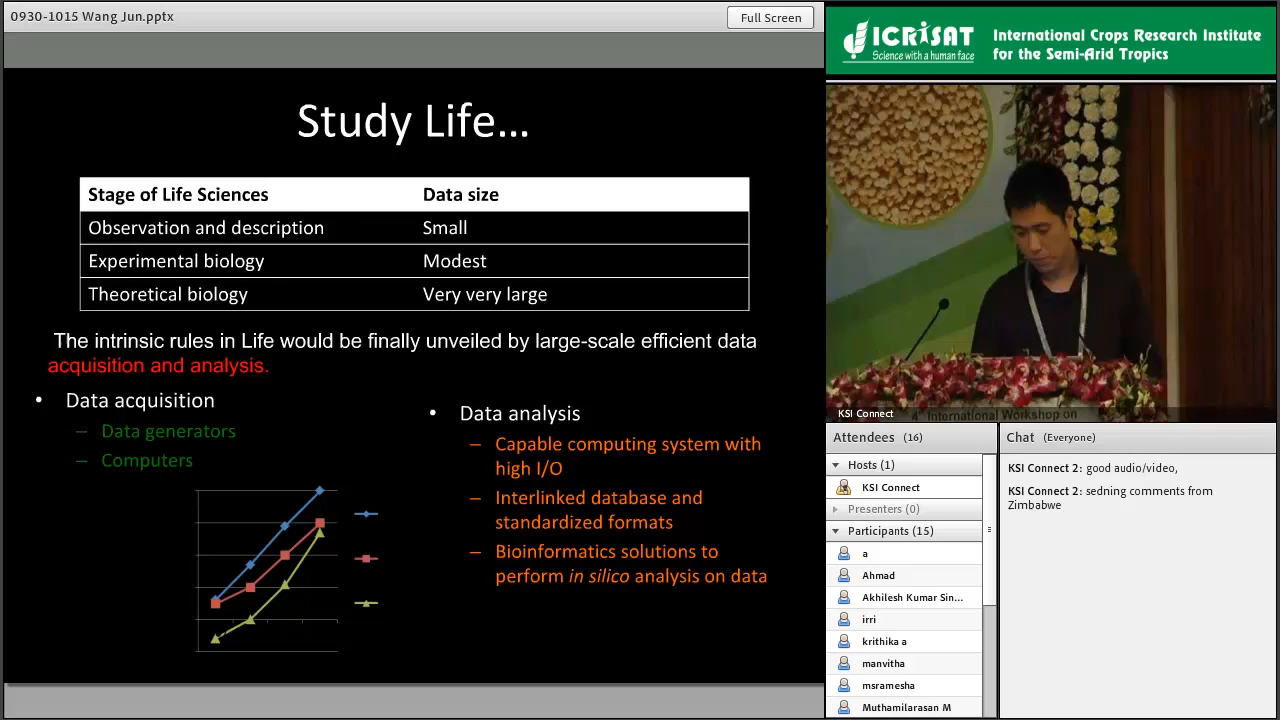 0930-1015 Wang Jun.pptx
Full Screen
Study Life...
Stage of Life Sciences Data size
Observation and description Small
Experimental biology Modest
Theoretical biology Very very large
The intrinsic rules in Life would be finally unveiled by large-scale efficient data
acquisition and analysis.
• Data acquisition
– Data generators
– Computers
• Data analysis
– Capable computing system with
high I/O
– Interlinked database and
standardized formats
– Bioinformatics solutions to
perform in silico analysis on data
ICRISAT
Science with a human face
International Crops Research Institute
for the Semi-Arid Tropics
KSI Connect
4 International Workshop on
Attendees (16)
Hosts (1)
KSI Connect
Presenters (0)
Participants (15)
a
Ahmad
Akhilesh Kumar Sin...
irri
krithika a
manvitha
msramesha
Muthamilarasan M
Chat (Everyone)
KSI Connect 2: good audio/video,
KSI Connect 2: sedning comments from
Zimbabwe